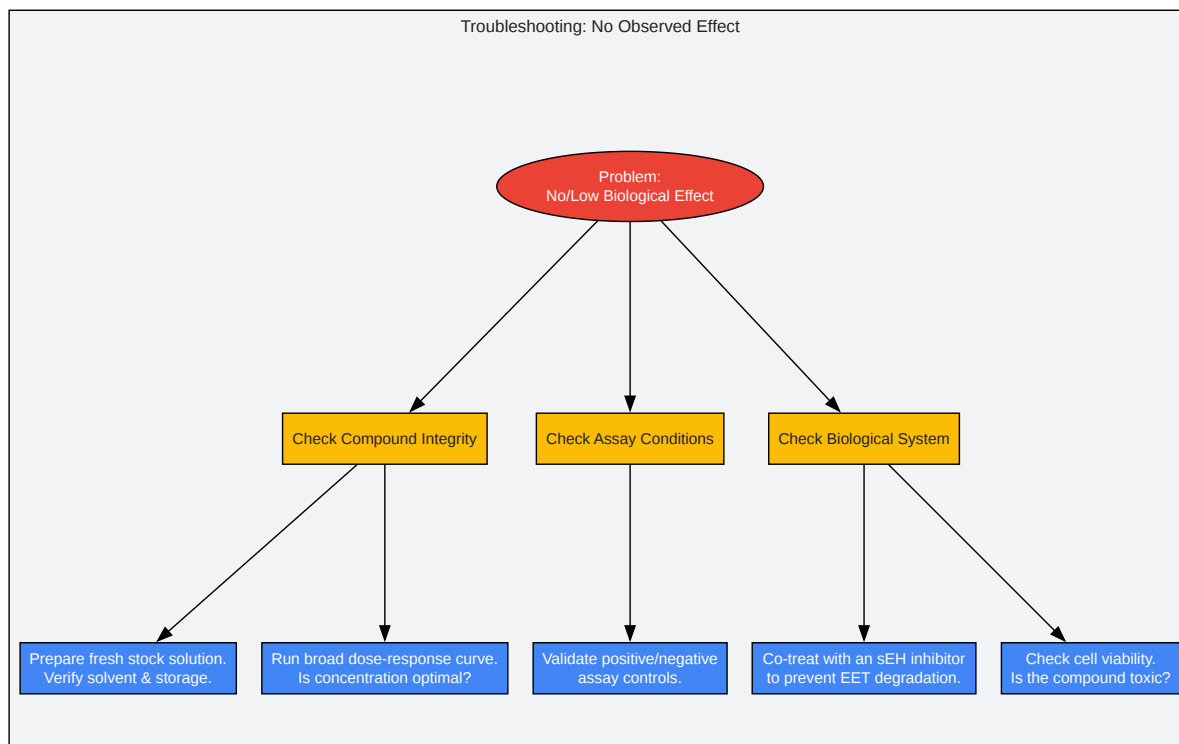 Troubleshooting: No Observed Effect
Problem:
No/Low Biological Effect
Check Compound Integrity
Check Assay Conditions
Check Biological System
Prepare fresh stock solution.
Verify solvent & storage.
Run broad dose-response curve.
Is concentration optimal?
Validate positive/negative
assay controls.
Co-treat with an sEH inhibitor
to prevent EET degradation.
Check cell viability.
Is the compound toxic?